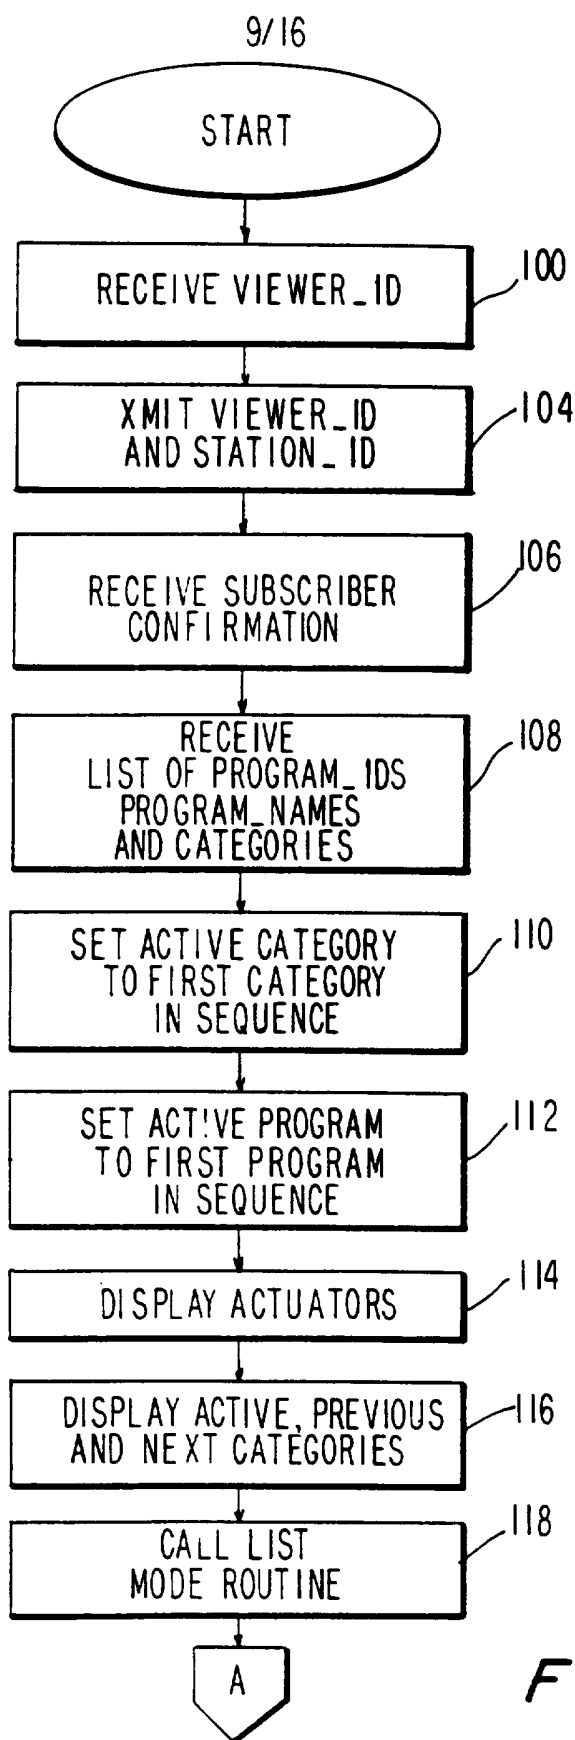 9/16
START
RECEIVE VIEWER_ID
100
XMIT VIEWER_ID
AND STATION_ID
104
RECEIVE SUBSCRIBER
CONFIRMATION
106
RECEIVE
LIST OF PROGRAM_IDS
PROGRAM_NAMES
AND CATEGORIES
108
SET ACTIVE CATEGORY
TO FIRST CATEGORY
IN SEQUENCE
110
SET ACTIVE PROGRAM
TO FIRST PROGRAM
IN SEQUENCE
112
DISPLAY ACTUATORS
114
DISPLAY ACTIVE, PREVIOUS
AND NEXT CATEGORIES
116
CALL LIST
MODE ROUTINE
118
A
F